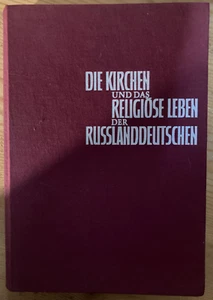 DIE KIRCHEN
UND DAS
RELIGIÖSE LEBEN
DER
RUSSLANDDEUTSCHEN